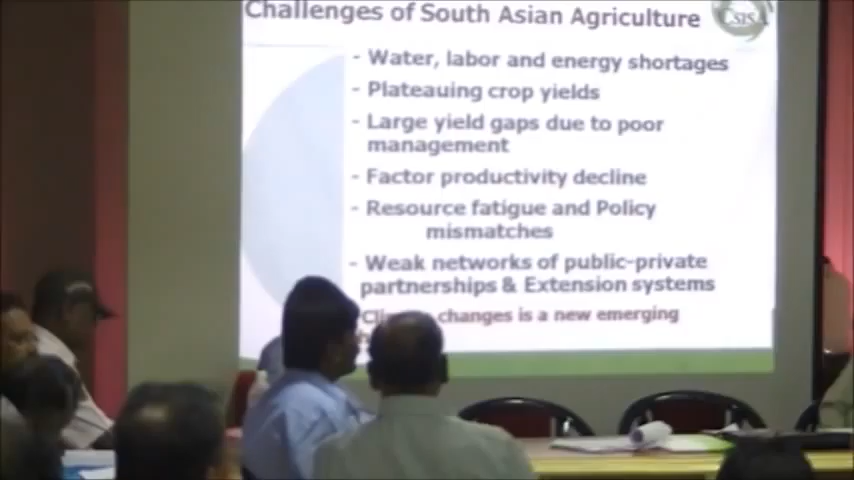 Challenges of South Asian Agriculture
CSISA
- Water, labor and energy shortages
- Plateauing crop yields
- Large yield gaps due to poor
management
- Factor productivity decline
- Resource fatigue and Policy
mismatches
- Weak networks of public-private
partnerships & Extension systems
changes is a new emerging